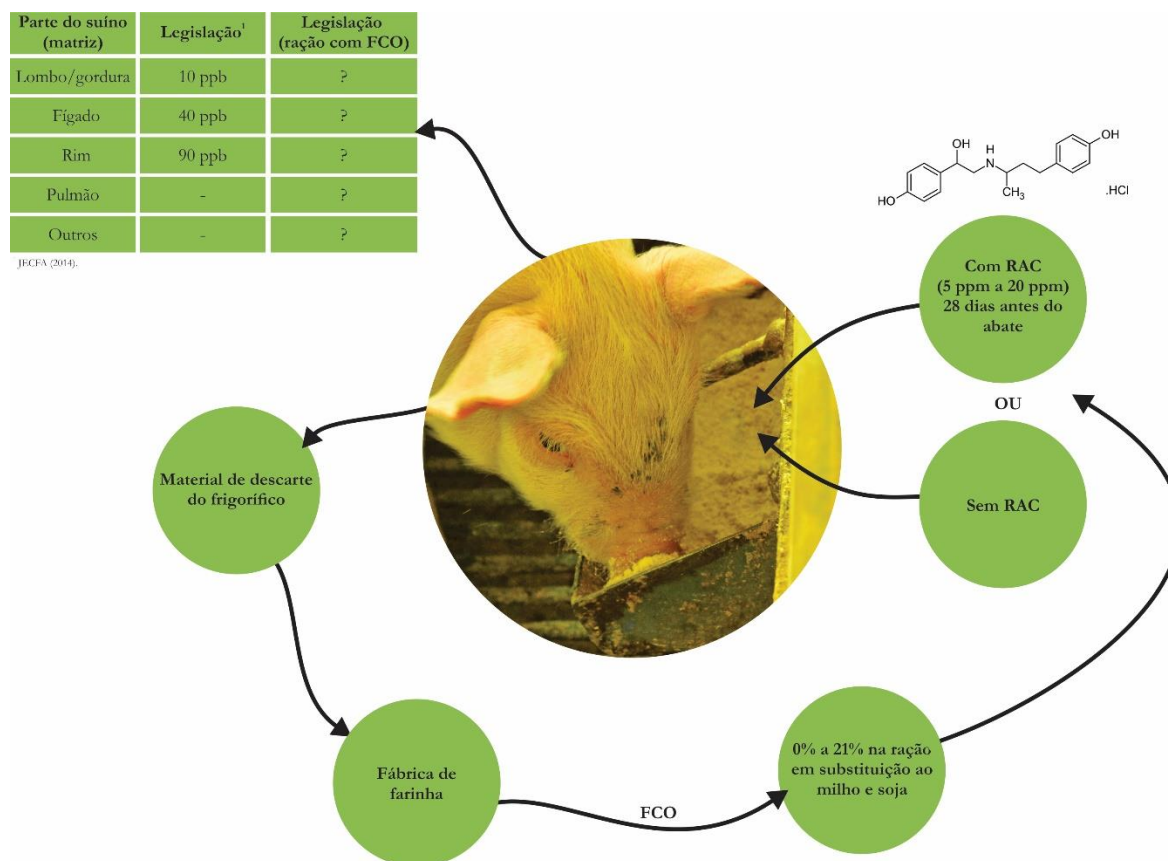 Parte do suíno
(matriz)
Legislação¹
Legislação
(ração com FCO)
Lombo/gordura
10 ppb
?
Fígado
40 ppb
?
Rim
90 ppb
?
Pulmão
-
?
Outros
-
?
JECFA (2014).
OH
H
N
CH₃
HO
OH
.HCl
Com RAC
(5 ppm a 20 ppm)
28 dias antes do
abate
OU
Sem RAC
Material de descarte
do frigorífico
Fábrica de
farinha
FCO
0% a 21% na ração
em substituição ao
milho e soja